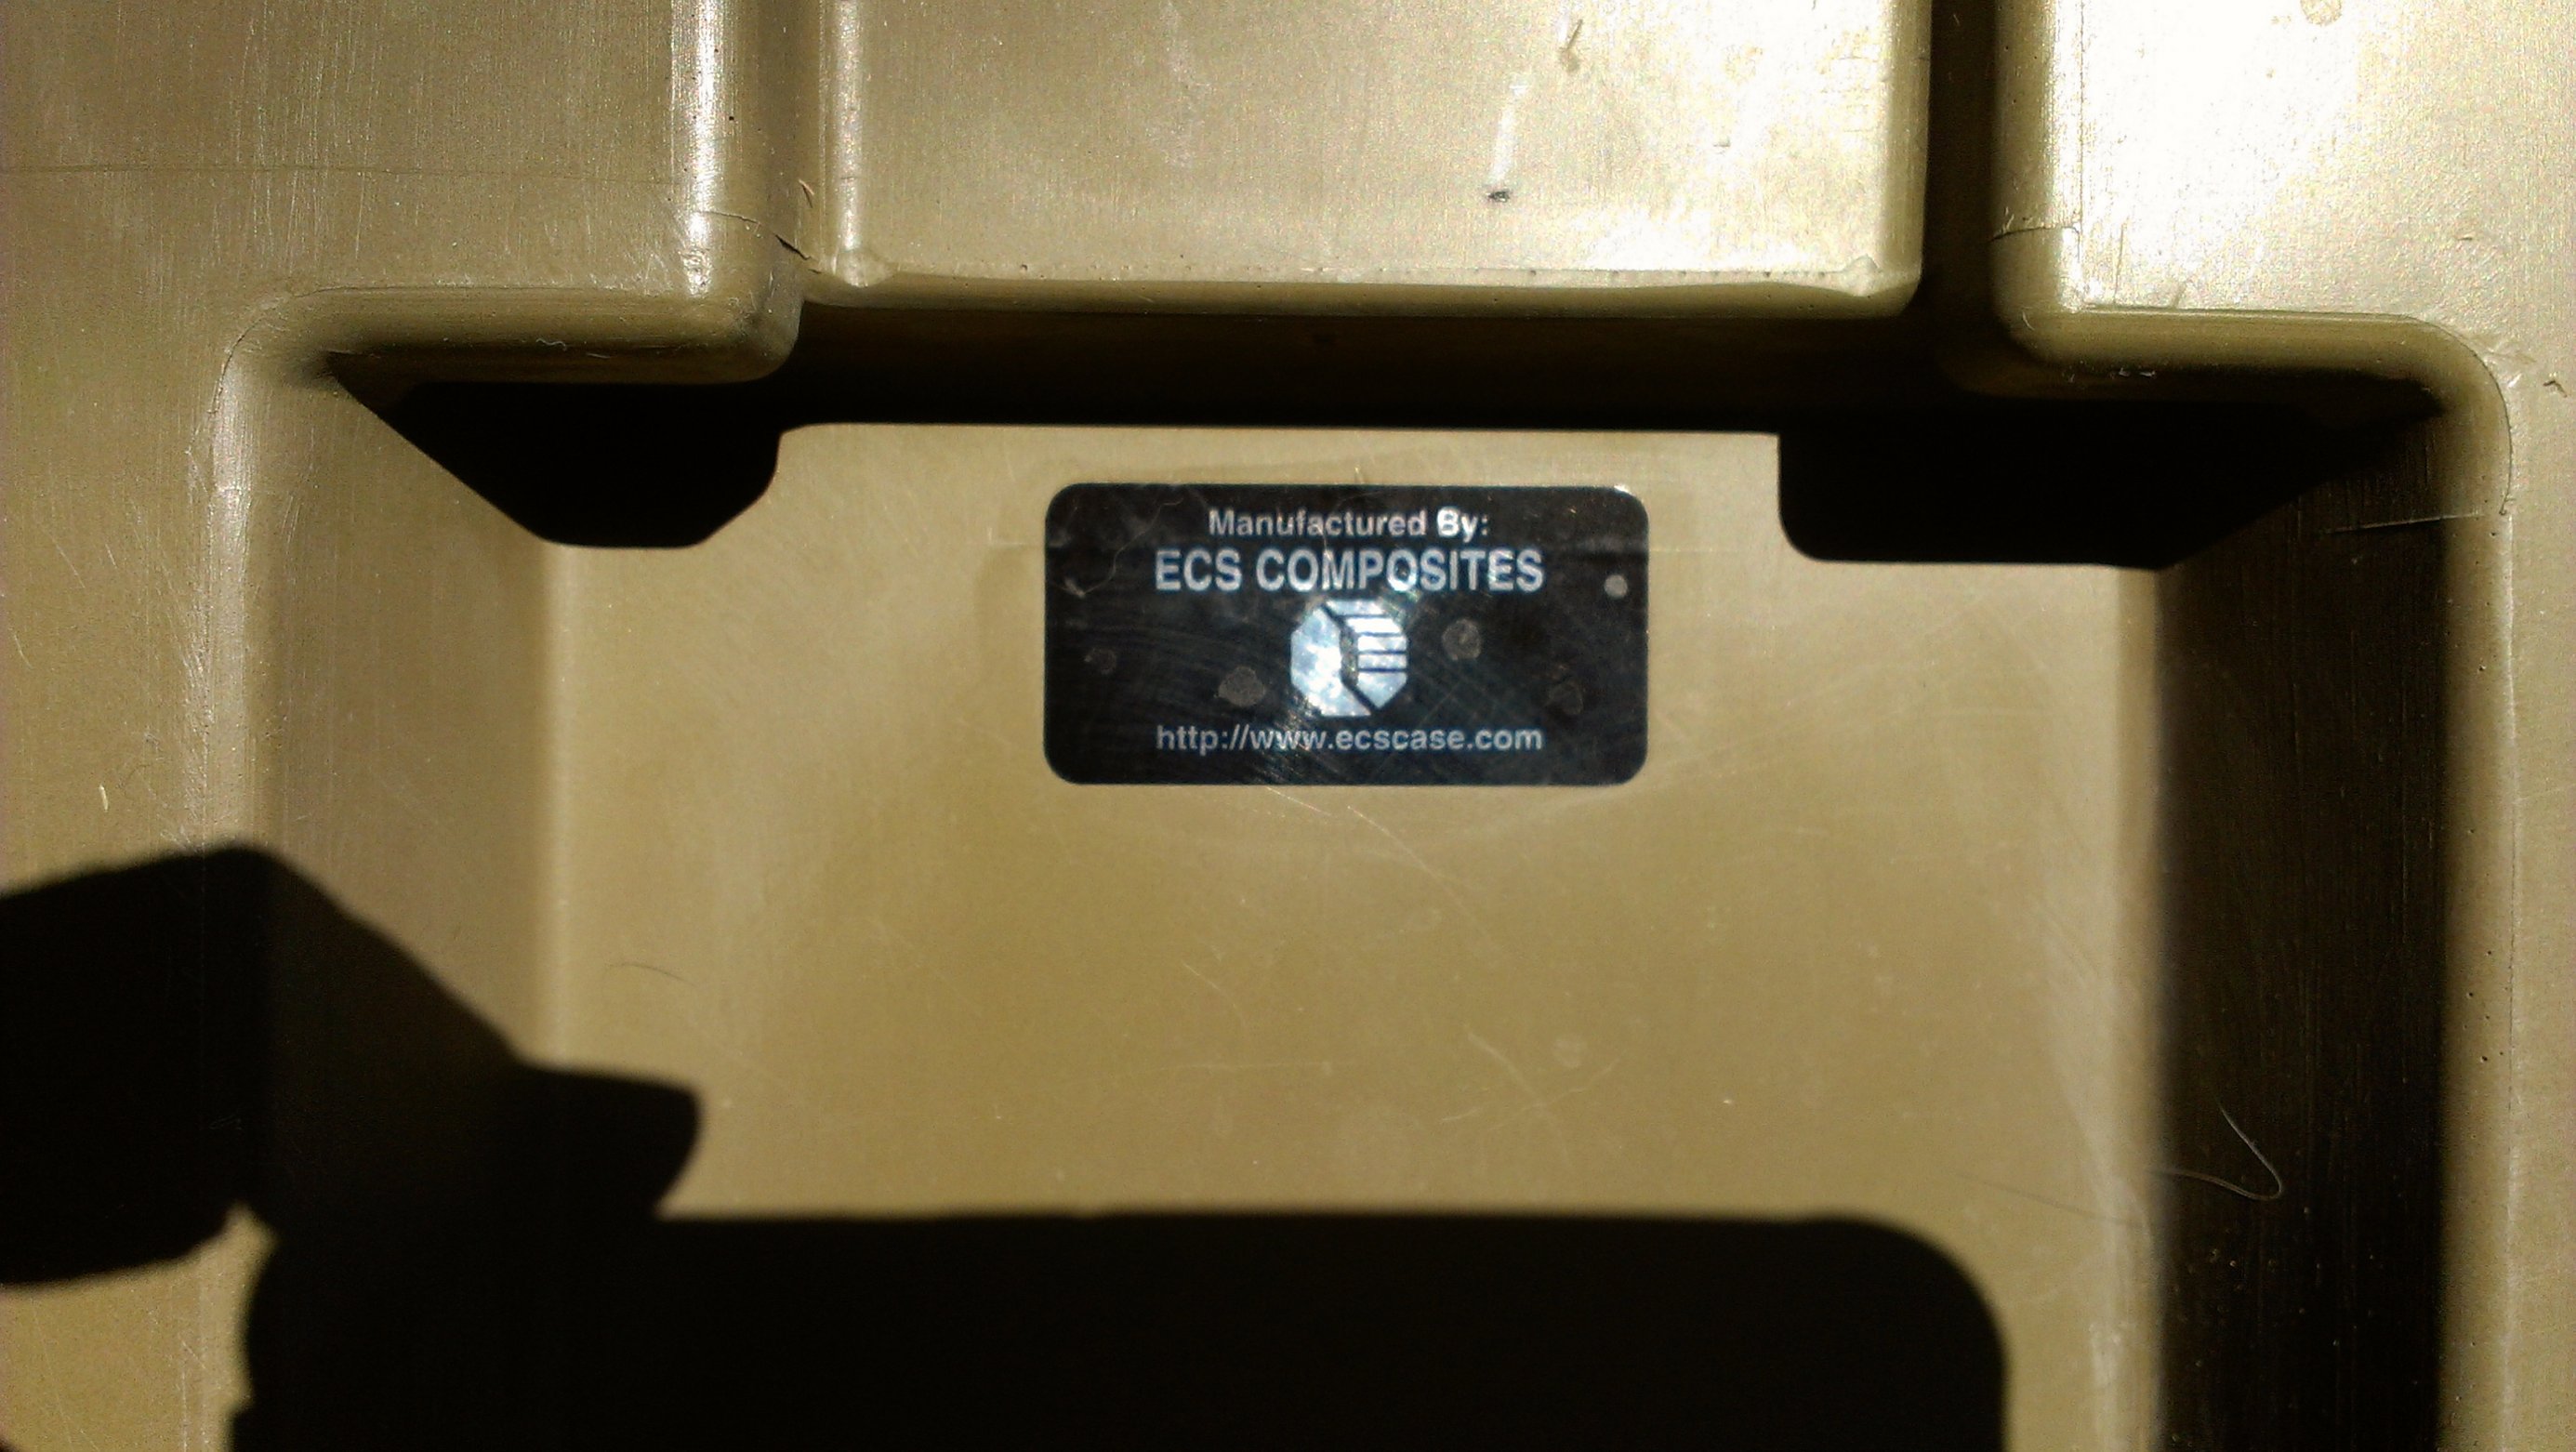 Manufactured By:
ECS COMPOSITES
http://www.ecscase.com